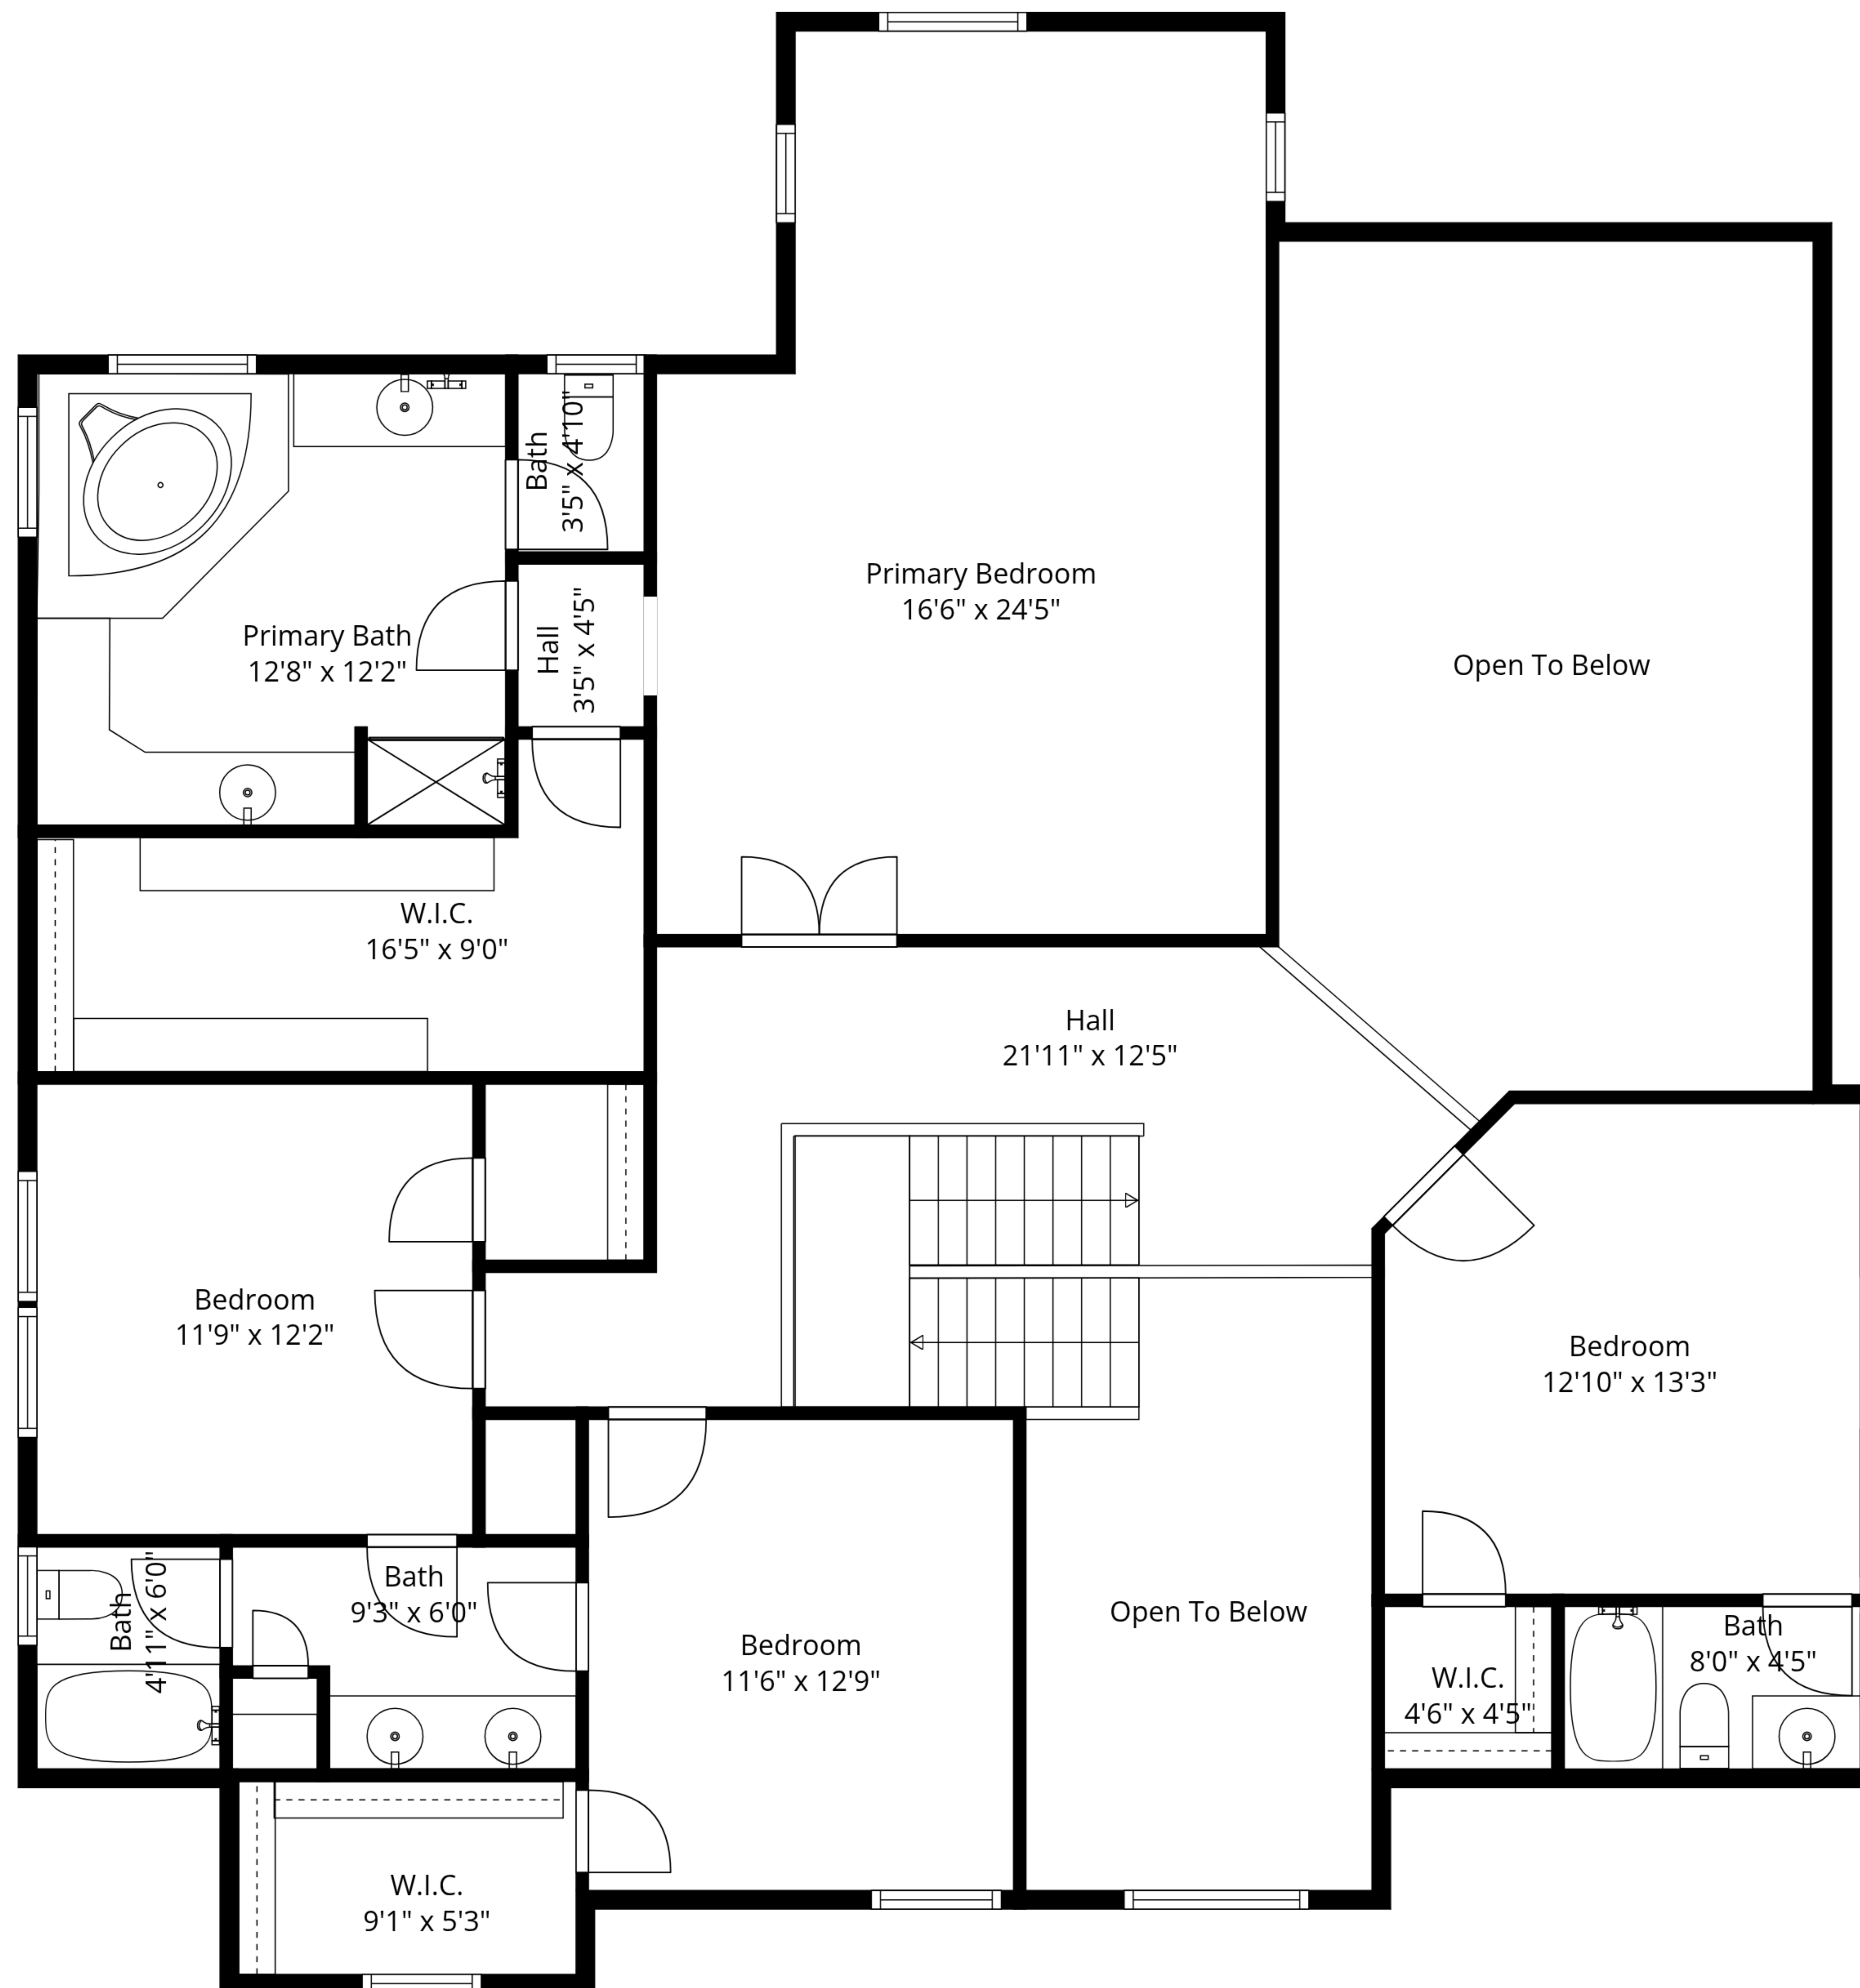 Bath
3'5" x 4'10"
Primary Bedroom
16'6" x 24'5"
Primary Bath
12'8" x 12'2"
Hall
3'5" x 4'5"
Open To Below
W.I.C.
16'5" x 9'0"
Hall
21'11" x 12'5"
Bedroom
11'9" x 12'2"
Bedroom
12'10" x 13'3"
Bath
4'11" x 6'0"
Bath
9'3" x 6'0"
Bedroom
11'6" x 12'9"
Open To Below
W.I.C.
4'6" x 4'5"
Bath
8'0" x 4'5"
W.I.C.
9'1" x 5'3"